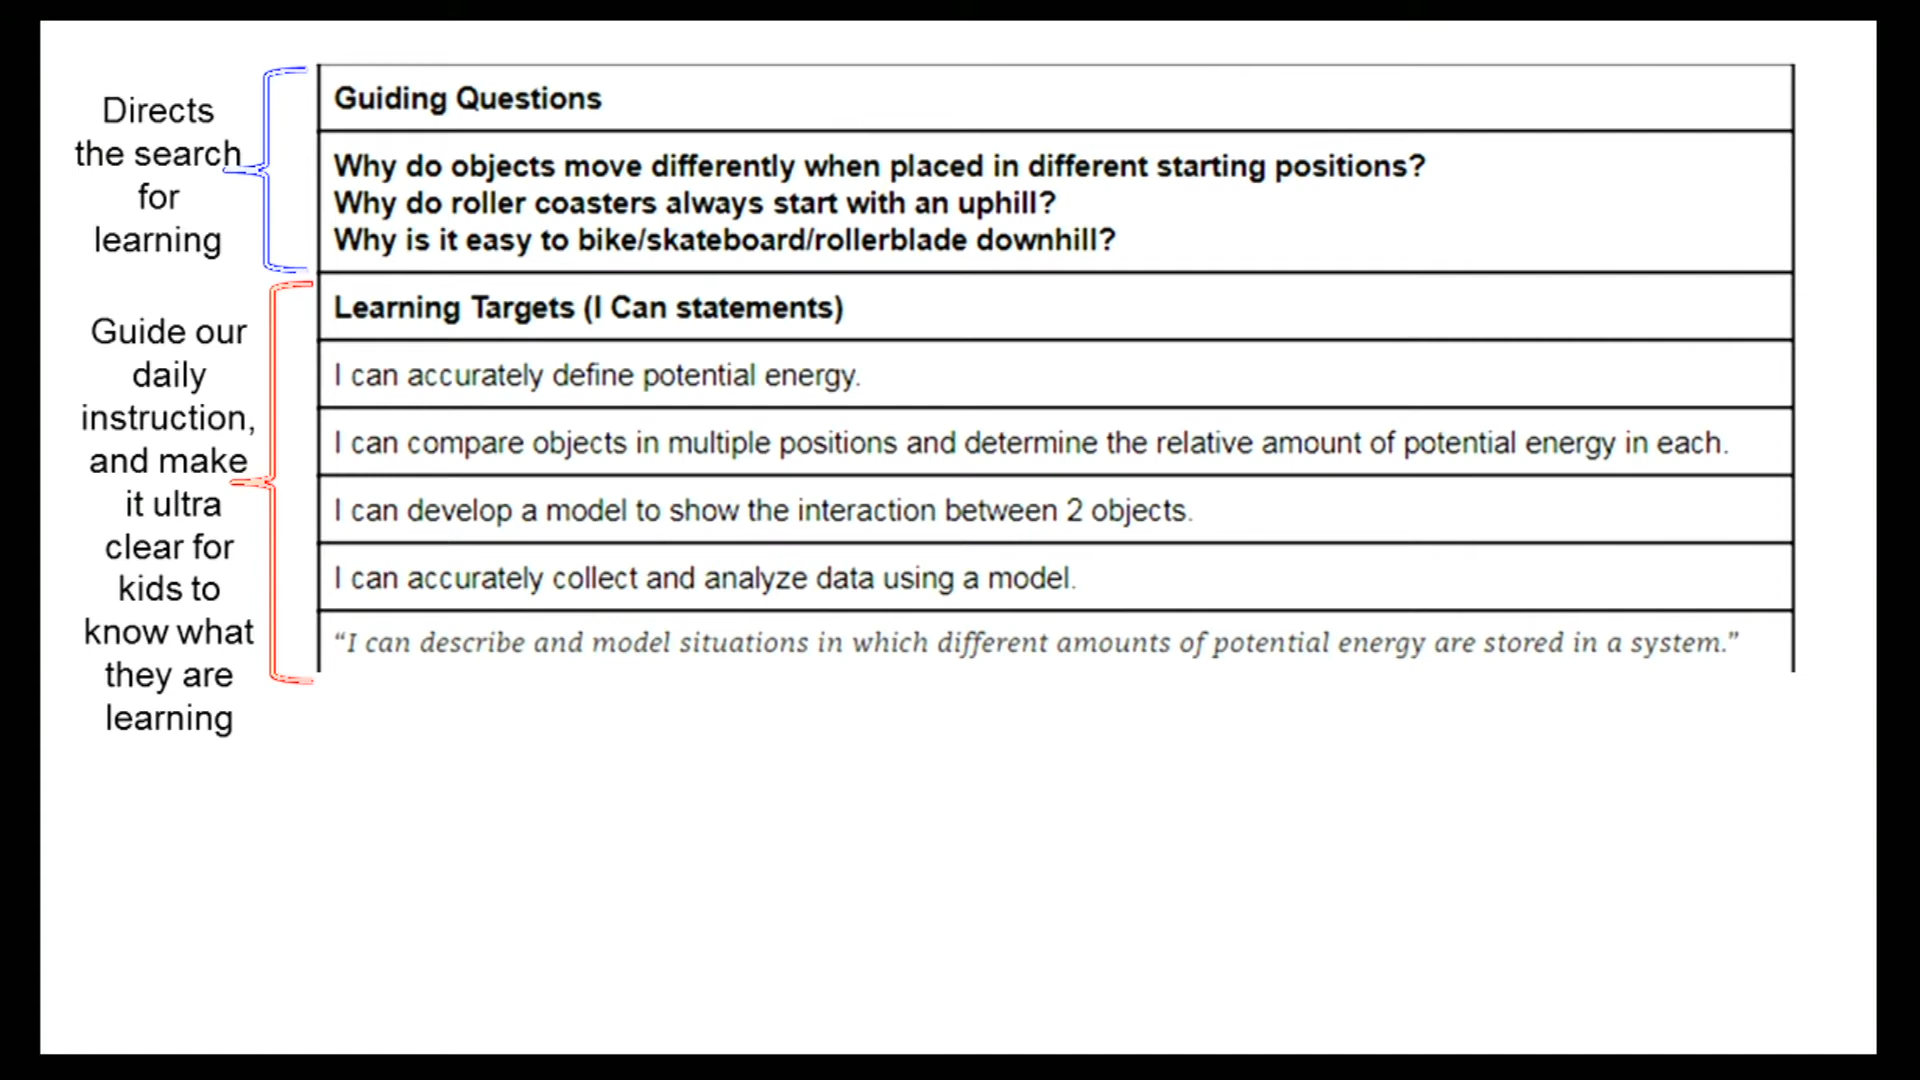 Directs
the search
for
learning
Guiding Questions
Why do objects move differently when placed in different starting positions?
Why do roller coasters always start with an uphill?
Why is it easy to bike/skateboard/rollerblade downhill?
Guide our
daily
instruction,
and make
it ultra
clear for
kids to
know what
they are
learning
Learning Targets (I Can statements)
I can accurately define potential energy.
I can compare objects in multiple positions and determine the relative amount of potential energy in each.
I can develop a model to show the interaction between 2 objects.
I can accurately collect and analyze data using a model.
“I can describe and model situations in which different amounts of potential energy are stored in a system.”